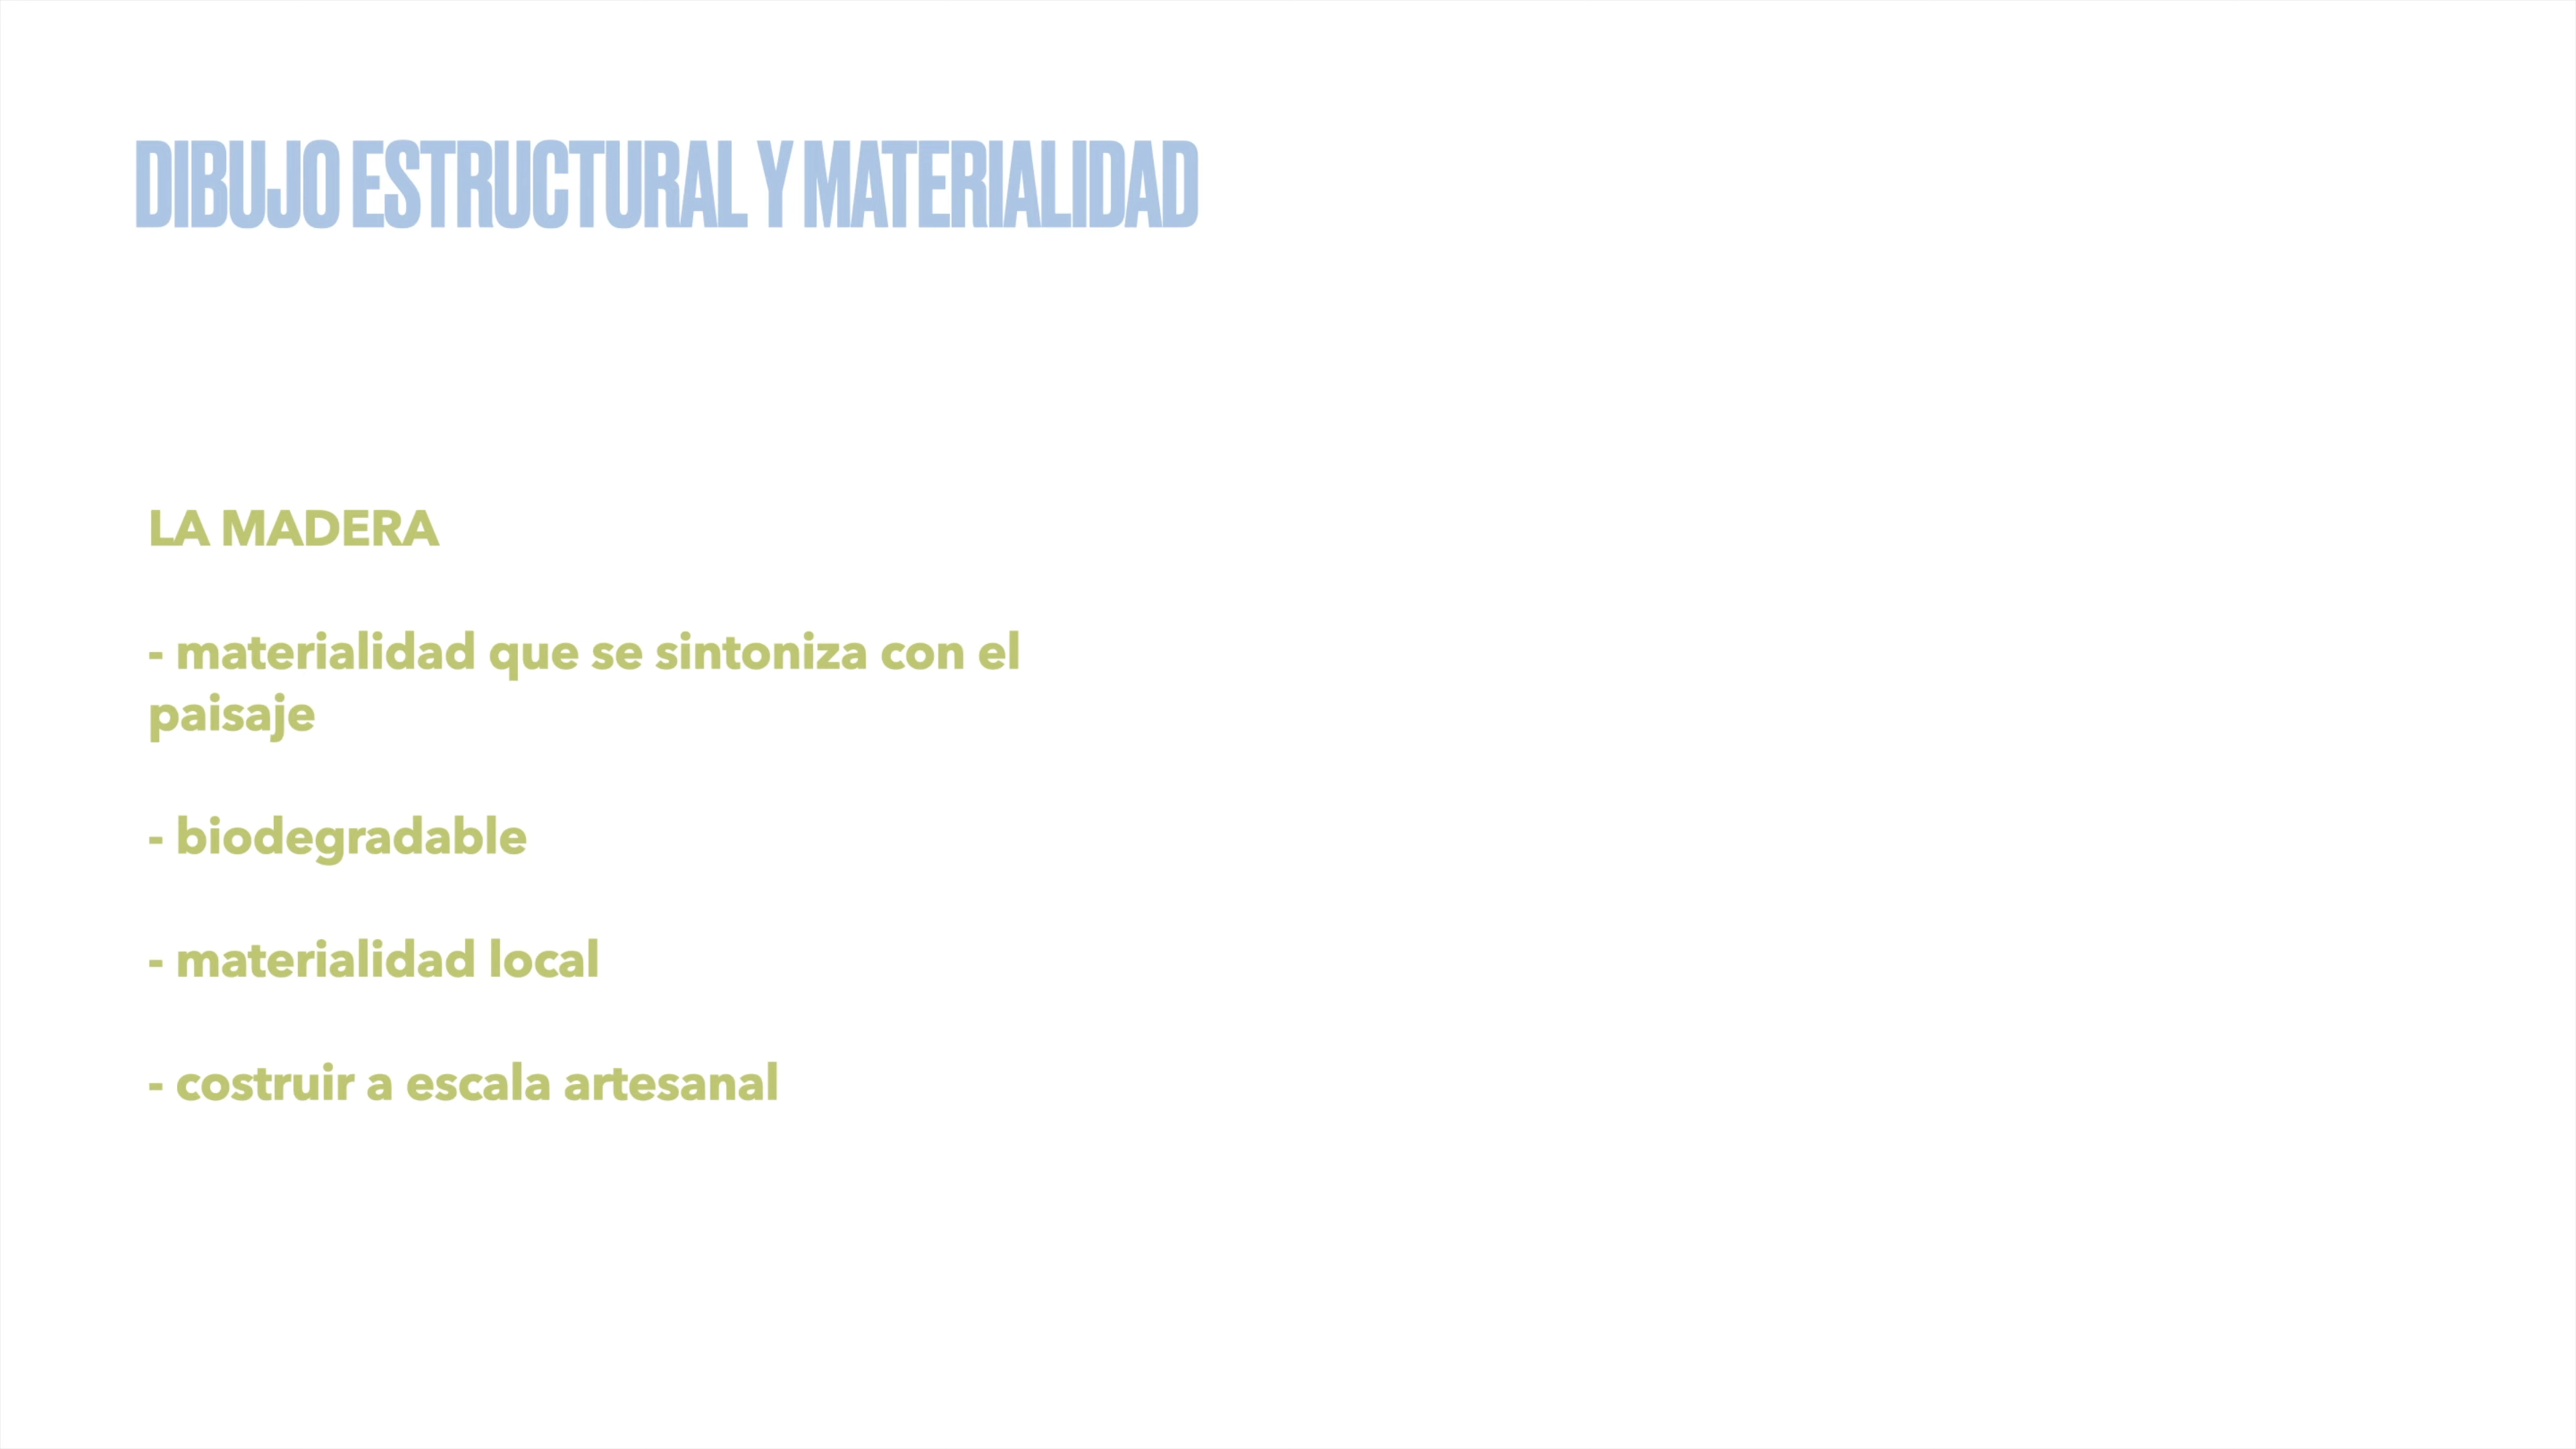 DIBUJO ESTRUCTURAL Y MATERIALIDAD
LA MADERA
- materialidad que se sintoniza con el
paisaje
- biodegradable
- materialidad local
- costruir a escala artesanal